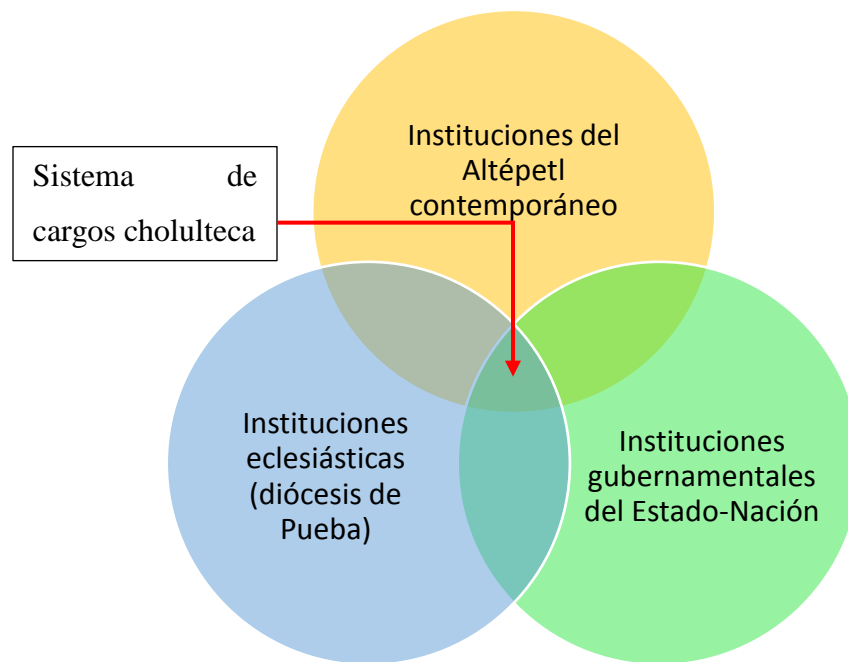 Instituciones del
Altépetl
contemporáneo
Sistema de
cargos cholulteca
Instituciones
eclesiásticas
(diócesis de
Pueba)
Instituciones
gubernamentales
del Estado-Nación